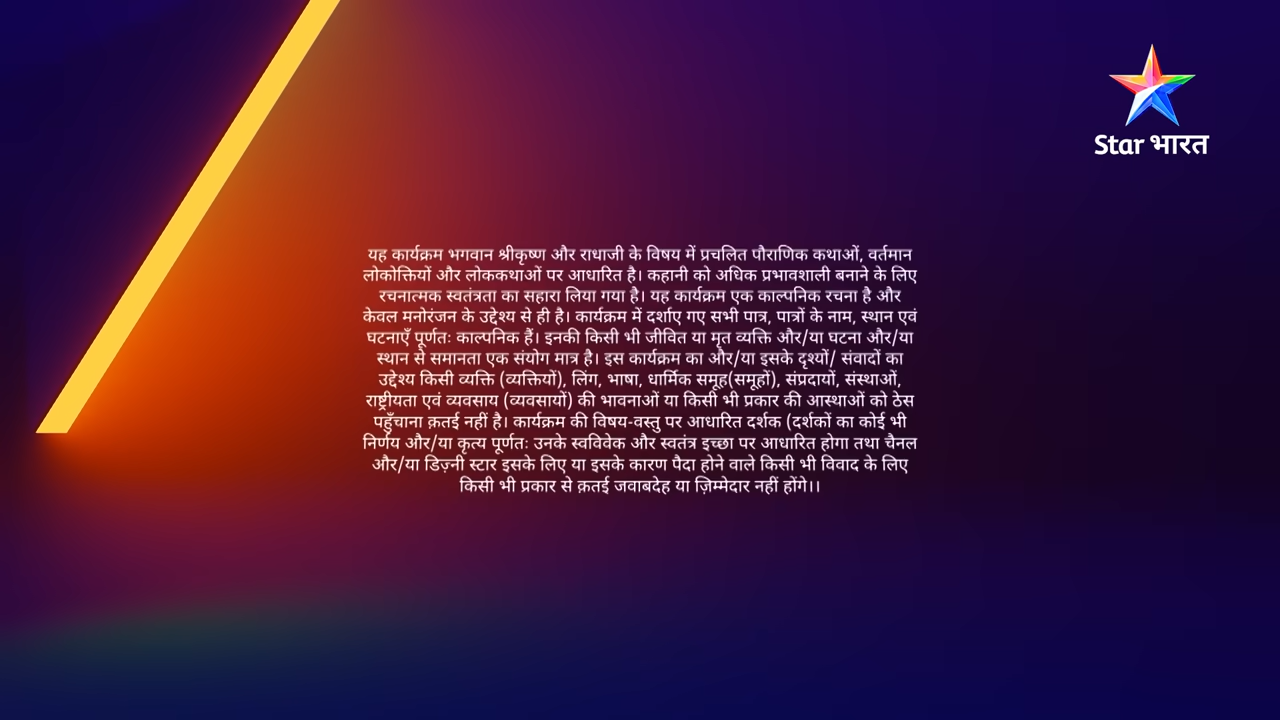 Star भारत
यह कार्यक्रम भगवान श्रीकृष्ण और राधाजी के विषय में प्रचलित पौराणिक कथाओं, वर्तमान
लोकोक्तियों और लोककथाओं पर आधारित है। कहानी को अधिक प्रभावशाली बनाने के लिए
रचनात्मक स्वतंत्रता का सहारा लिया गया है। यह कार्यक्रम एक काल्पनिक रचना है और
केवल मनोरंजन के उद्देश्य से ही है। कार्यक्रम में दर्शाए गए सभी पात्र, पात्रों के नाम, स्थान एवं
घटनाएँ पूर्णतः काल्पनिक हैं। इनकी किसी भी जीवित या मृत व्यक्ति और/या घटना और/या
स्थान से समानता एक संयोग मात्र है। इस कार्यक्रम का और/या इसके दृश्यों/ संवादों का
उद्देश्य किसी व्यक्ति (व्यक्तियों), लिंग, भाषा, धार्मिक समूह(समूहों), संप्रदायों, संस्थाओं,
राष्ट्रीयता एवं व्यवसाय (व्यवसायों) की भावनाओं या किसी भी प्रकार की आस्थाओं को ठेस
पहुँचाना क़तई नहीं है। कार्यक्रम की विषय-वस्तु पर आधारित दर्शक (दर्शकों का कोई भी
निर्णय और/या कृत्य पूर्णतः उनके स्वविवेक और स्वतंत्र इच्छा पर आधारित होगा तथा चैनल
और/या डिज़्नी स्टार इसके लिए या इसके कारण पैदा होने वाले किसी भी विवाद के लिए
किसी भी प्रकार से क़तई जवाबदेह या ज़िम्मेदार नहीं होंगे।।